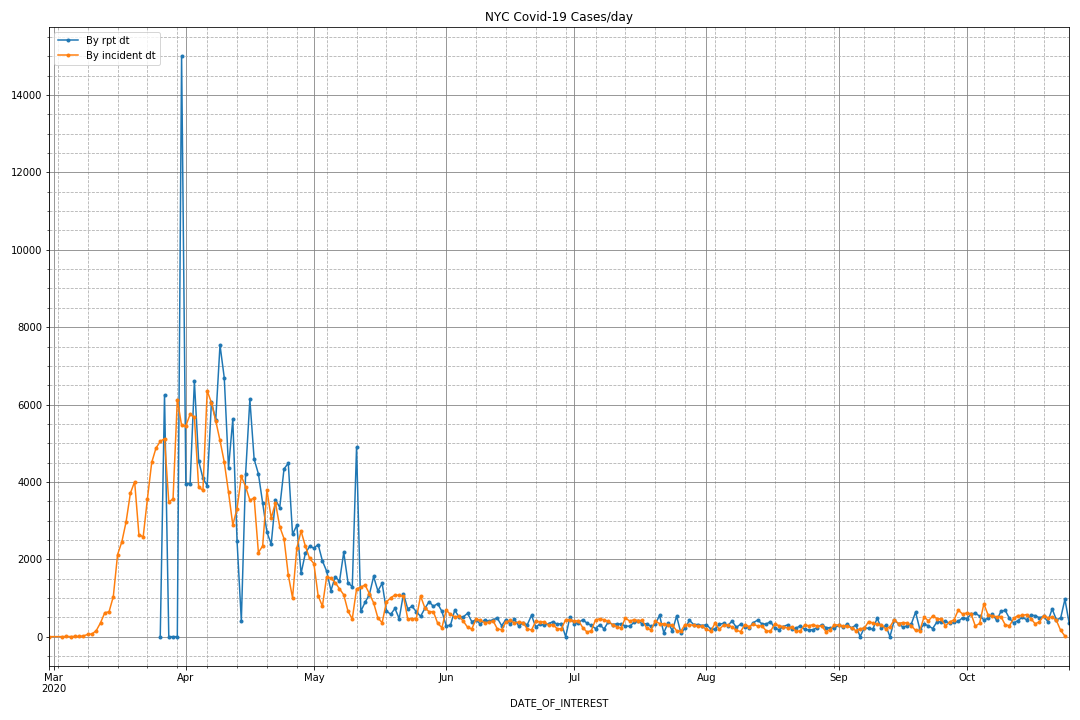 NYC Covid-19 Cases/day
By rpt dt
By incident dt
14000
12000
10000
8000
6000
4000
2000
0
Mar Apr May Jun Jul Aug Sep Oct
2020
DATE_OF_INTEREST